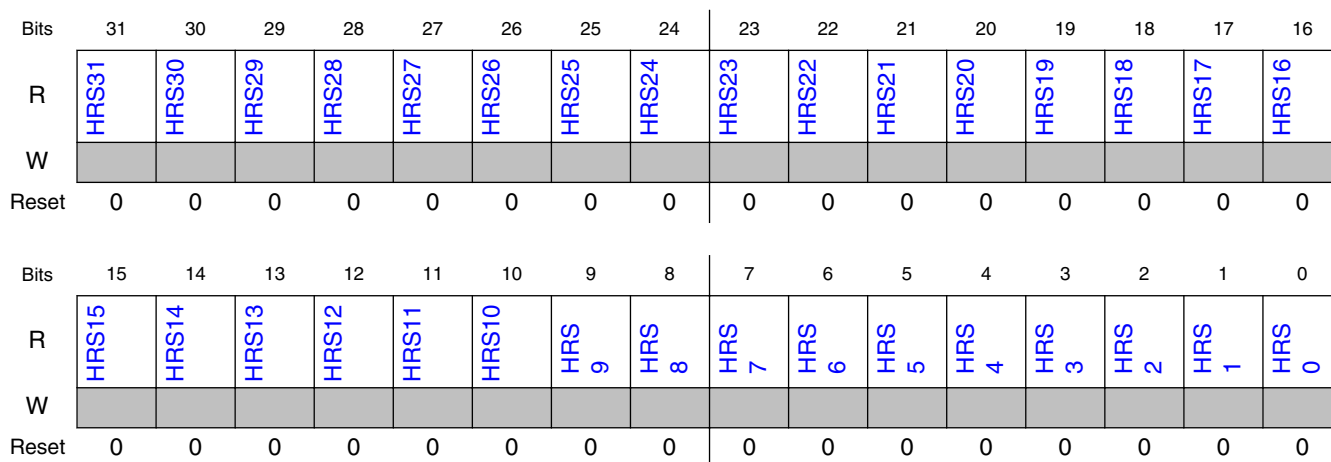 Bits 31 30 29 28 27 26 25 24 23 22 21 20 19 18 17 16
R HRS31 HRS30 HRS29 HRS28 HRS27 HRS26 HRS25 HRS24 HRS23 HRS22 HRS21 HRS20 HRS19 HRS18 HRS17 HRS16
W
Reset 0 0 0 0 0 0 0 0 0 0 0 0 0 0 0 0
Bits 15 14 13 12 11 10 9 8 7 6 5 4 3 2 1 0
R HRS15 HRS14 HRS13 HRS12 HRS11 HRS10 HRS 9 HRS 8 HRS 7 HRS 6 HRS 5 HRS 4 HRS 3 HRS 2 HRS 1 HRS 0
W
Reset 0 0 0 0 0 0 0 0 0 0 0 0 0 0 0 0